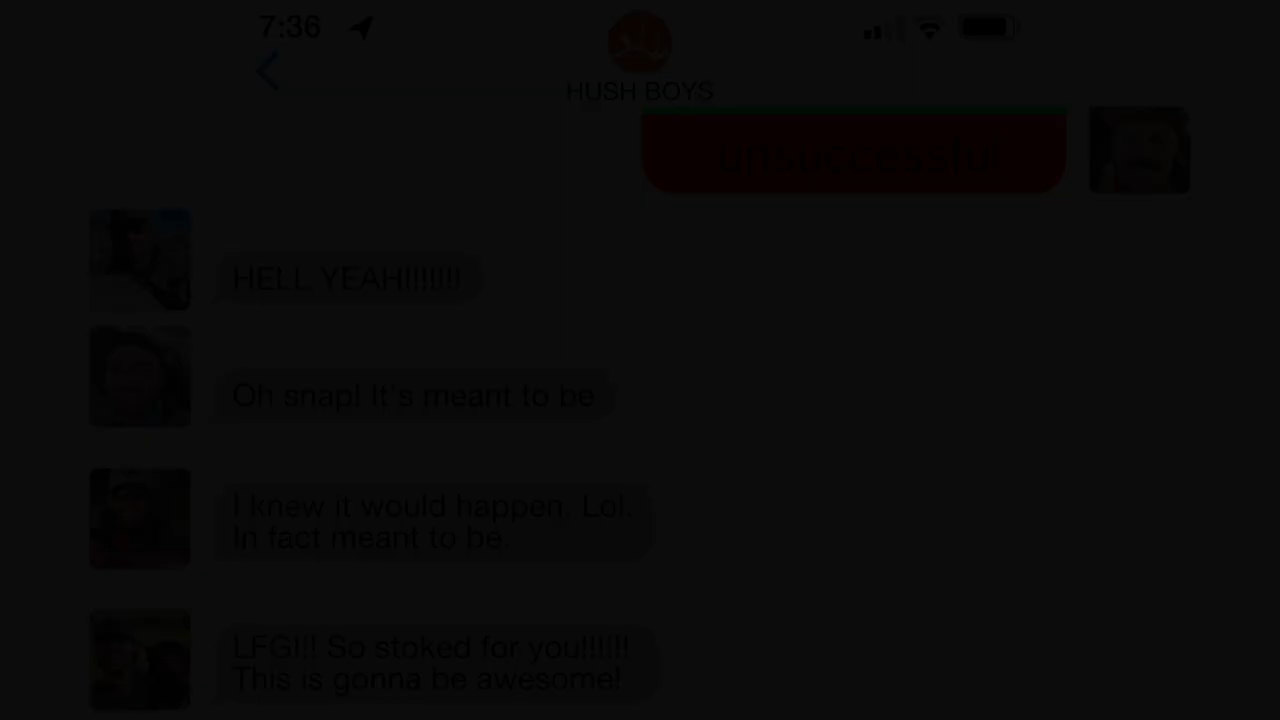 7:36
HUSH BOYS
unsuccessful
HELL YEAH!!!!!!!
Oh snap! It's meant to be
I knew it would happen. Lol.
In fact meant to be.
LFG!!! So stoked for you!!!!!!
This is gonna be awesome!